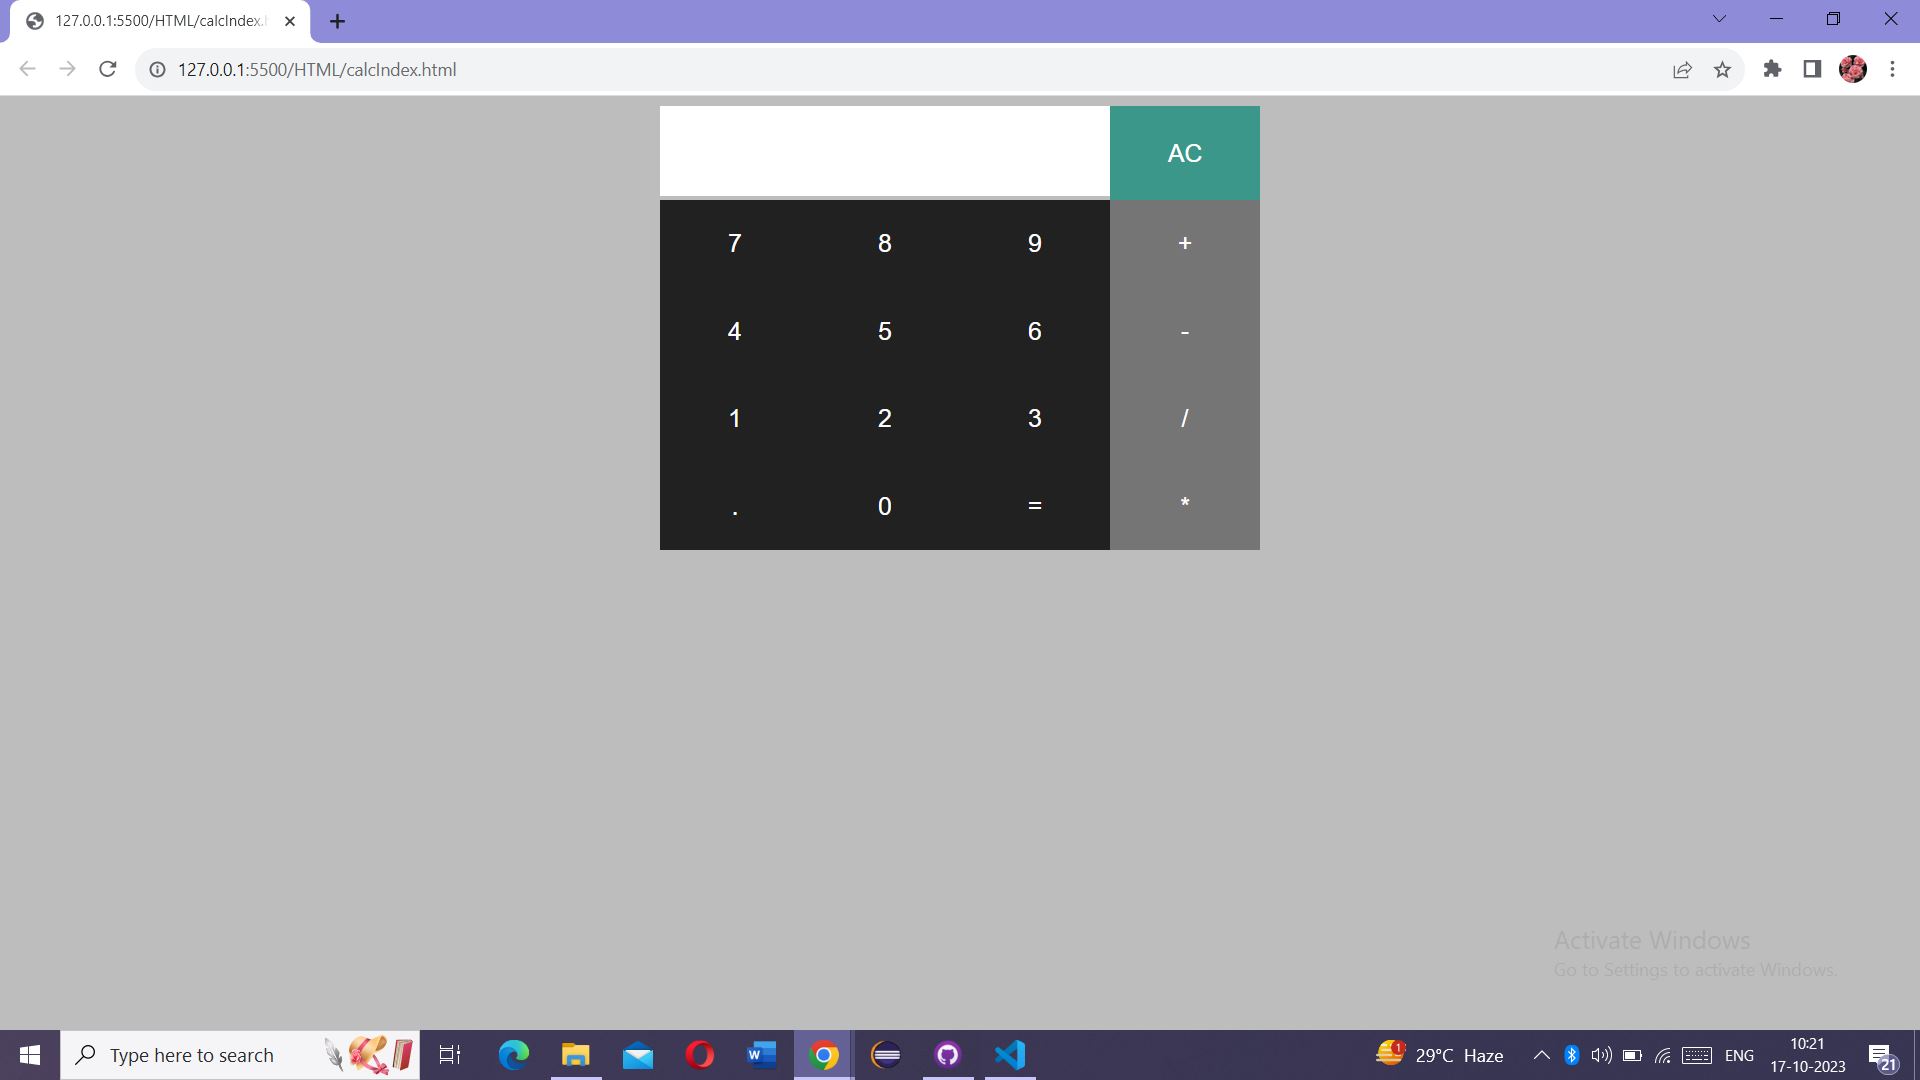 127.0.0.1:5500/HTML/calcIndex.h
127.0.0.1:5500/HTML/calcIndex.html
AC
7 8 9 +
4 5 6 -
1 2 3 /
. 0 = *
Activate Windows
Go to Settings to activate Windows.
Type here to search
W
1
29°C Haze
ENG
10:21
17-10-2023
21